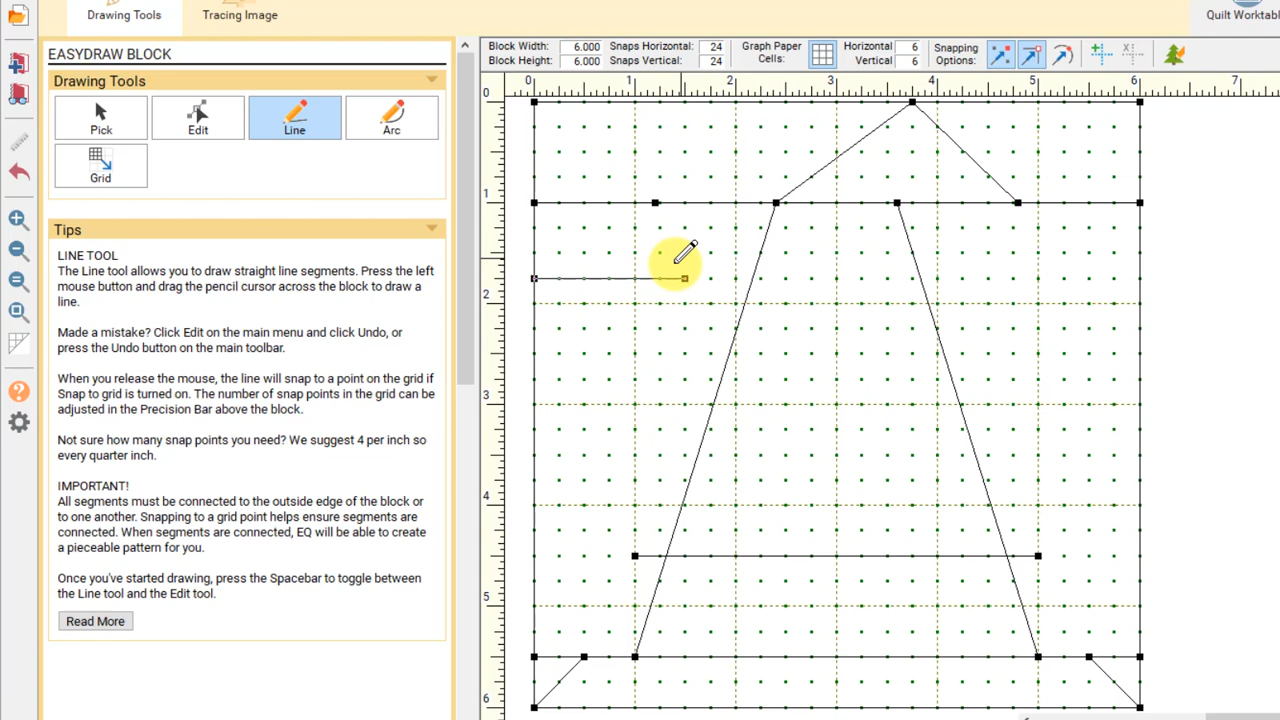 Drawing Tools
Tracing Image
Quilt Worktab
EASYDRAW BLOCK
Drawing Tools
Pick
Edit
Line
Arc
Grid
Tips
LINE TOOL
The Line tool allows you to draw straight line segments. Press the left
mouse button and drag the pencil cursor across the block to draw a
line.
Made a mistake? Click Edit on the main menu and click Undo, or
press the Undo button on the main toolbar.
When you release the mouse, the line will snap to a point on the grid if
Snap to grid is turned on. The number of snap points in the grid can be
adjusted in the Precision Bar above the block.
Not sure how many snap points you need? We suggest 4 per inch so
every quarter inch.
IMPORTANT!
All segments must be connected to the outside edge of the block or
to one another. Snapping to a grid point helps ensure segments are
connected. When segments are connected, EQ will be able to create
a pieceable pattern for you.
Once you've started drawing, press the Spacebar to toggle between
the Line tool and the Edit tool.
Read More
Block Width: 6.000 Snaps Horizontal: 24
Block Height: 6.000 Snaps Vertical: 24
Graph Paper
Cells:
Horizontal 6
Vertical 6
Snapping
Options:
0 1 2 3 4 5 6 7
0
1
2
3
4
5
6